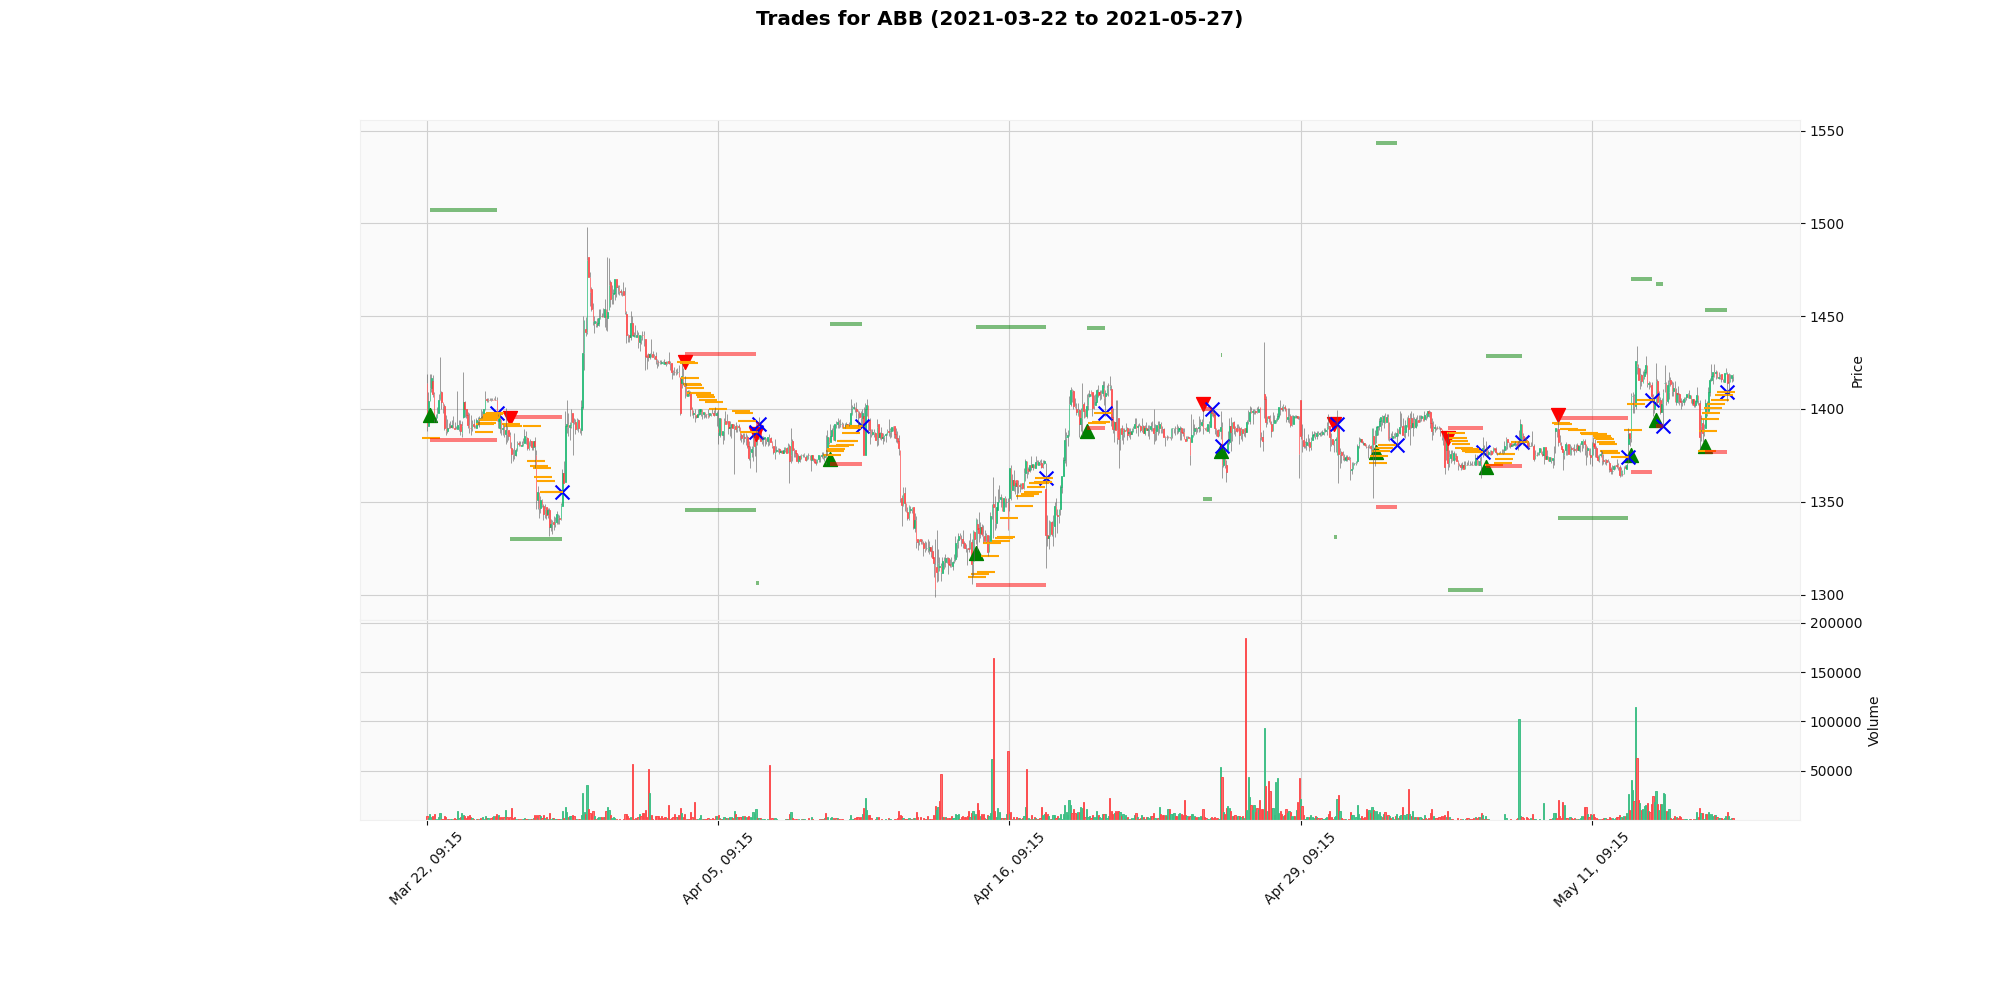 Trades for ABB (2021-03-22 to 2021-05-27)
1550
1500
1450
1400
1350
1300
Price
200000
150000
100000
50000
Volume
Mar 22, 09:15
Apr 05, 09:15
Apr 16, 09:15
Apr 29, 09:15
May 11, 09:15